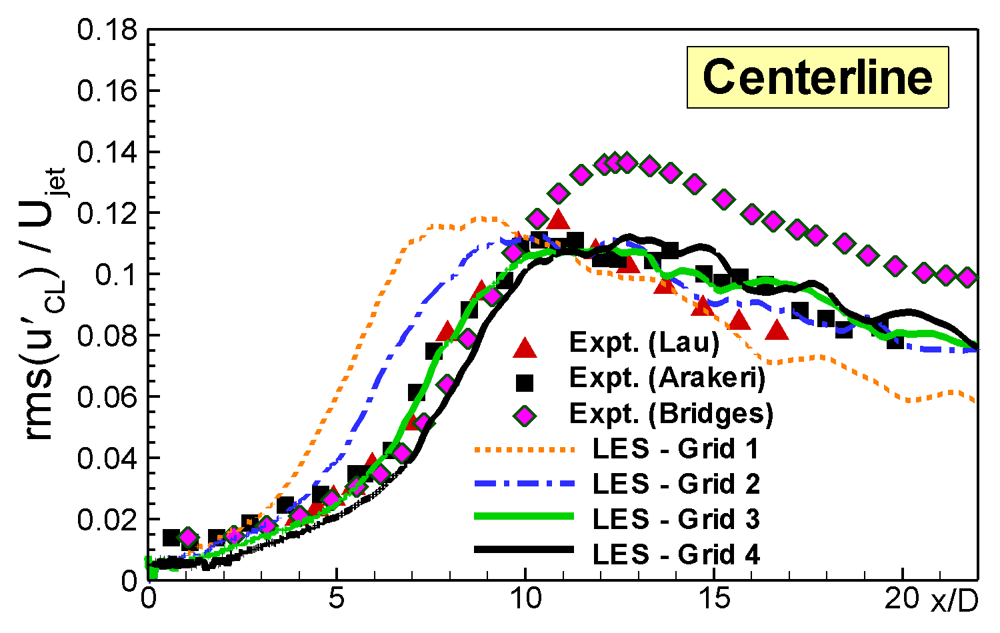 0.18
0.16
0.14
0.12
0.1
0.08
0.06
0.04
0.02
0
rms(u′CL) / Ujet
Centerline
Expt. (Lau)
Expt. (Arakeri)
Expt. (Bridges)
LES - Grid 1
LES - Grid 2
LES - Grid 3
LES - Grid 4
0 5 10 15 20 x/D